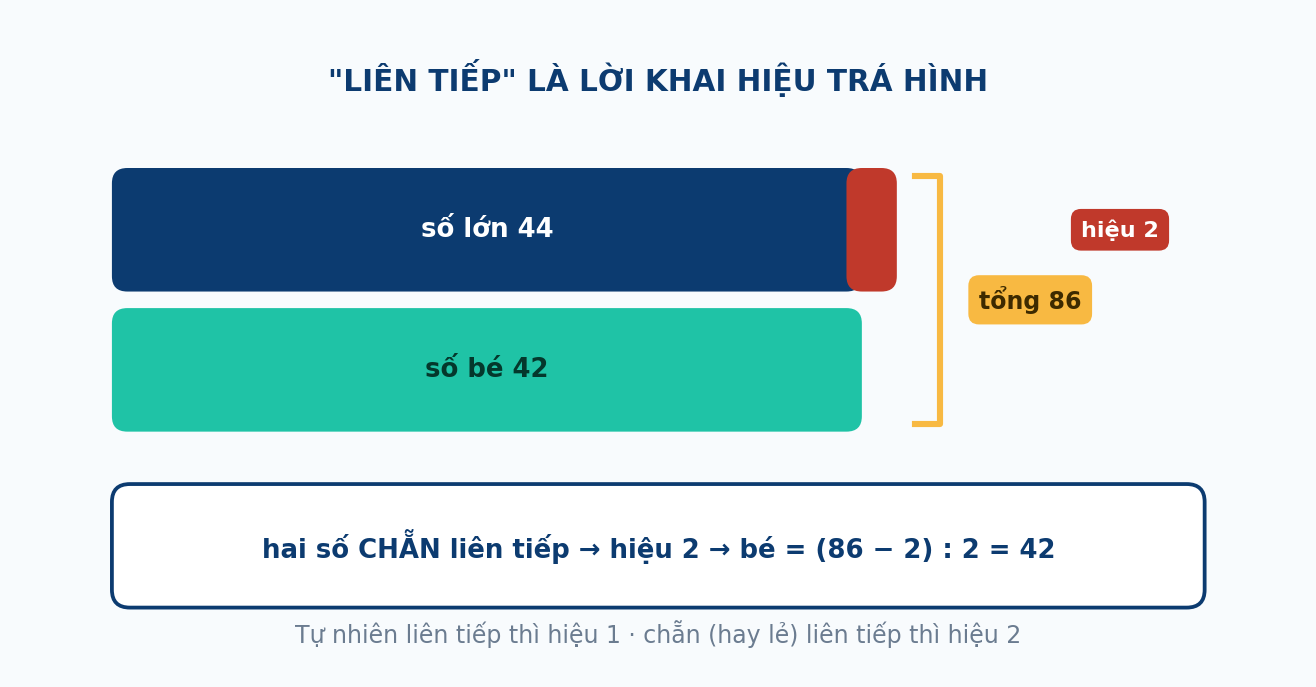 "LIÊN TIẾP" LÀ LỜI KHAI HIỆU TRÁ HÌNH
số lớn 44
hiệu 2
tổng 86
số bé 42
hai số CHẴN liên tiếp → hiệu 2 → bé = (86 − 2) : 2 = 42
Tự nhiên liên tiếp thì hiệu 1 · chẵn (hay lẻ) liên tiếp thì hiệu 2